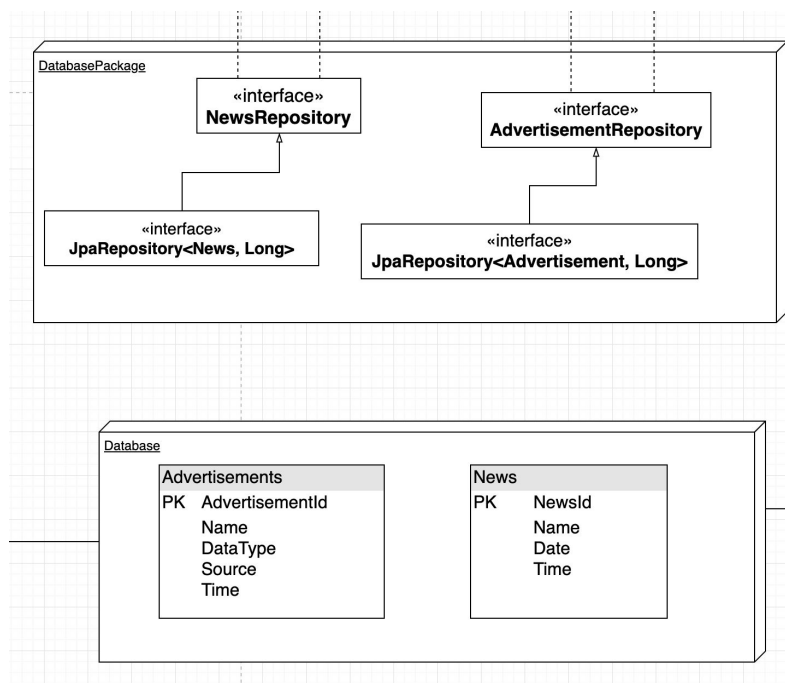 DatabasePackage
«interface»
NewsRepository
«interface»
AdvertisementRepository
«interface»
JpaRepository<News, Long>
«interface»
JpaRepository<Advertisement, Long>
Database
Advertisements
PK AdvertisementId
Name
DataType
Source
Time
News
PK NewsId
Name
Date
Time